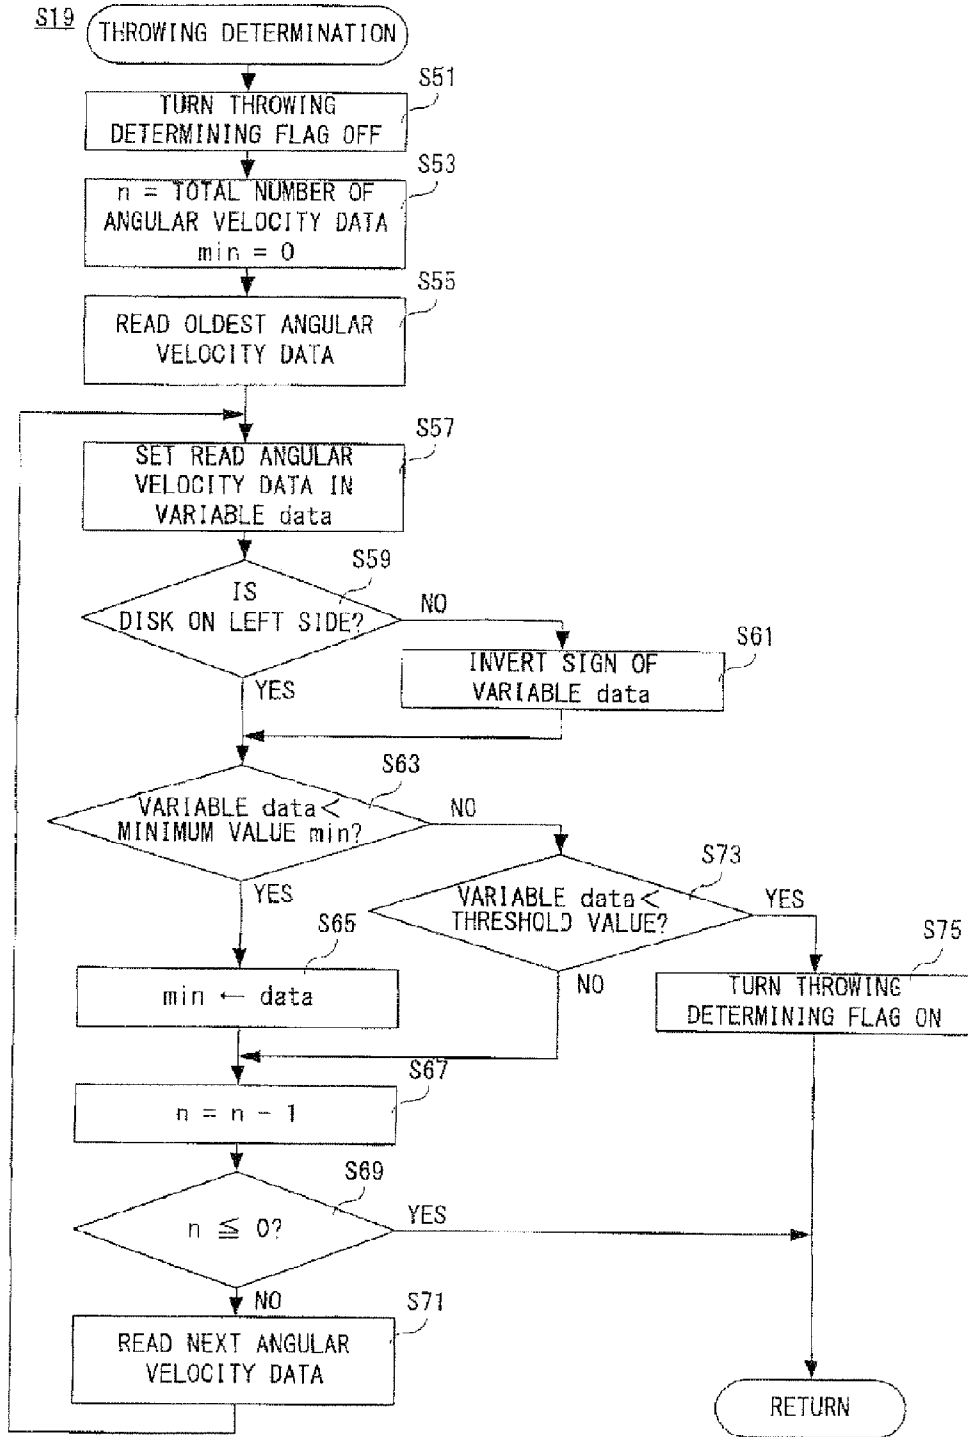 S19
THROWING DETERMINATION
S51
TURN THROWING
DETERMINING FLAG OFF
S53
n = TOTAL NUMBER OF
ANGULAR VELOCITY DATA
min = 0
S55
READ OLDEST ANGULAR
VELOCITY DATA
S57
SET READ ANGULAR
VELOCITY DATA IN
VARIABLE data
S59
IS
DISK ON LEFT SIDE?
NO
YES
S61
INVERT SIGN OF
VARIABLE data
S63
VARIABLE data <
MINIMUM VALUE min?
NO
YES
S73
VARIABLE data <
THRESHOLD VALUE?
YES
NO
S65
min ← data
S75
TURN THROWING
DETERMINING FLAG ON
S67
n = n - 1
S69
n ≦ 0?
YES
NO
S71
READ NEXT ANGULAR
VELOCITY DATA
RETURN